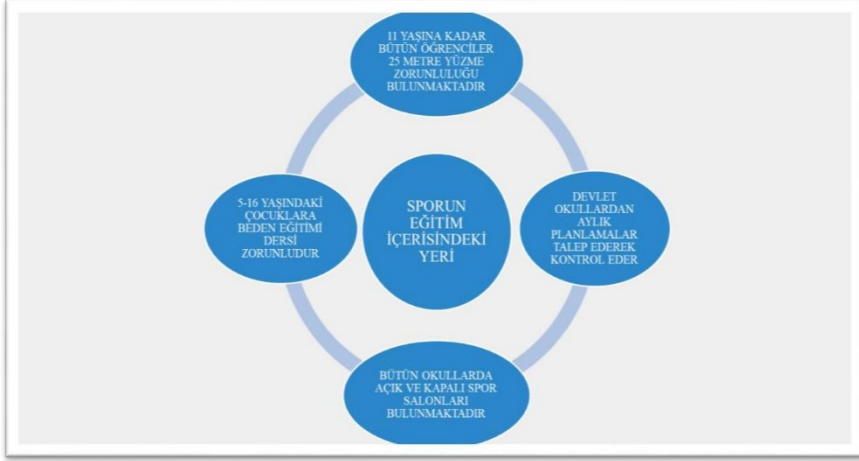 11 YAŞINA KADAR
BÜTÜN ÖĞRENCİLER
25 METRE YÜZME
ZORUNLULUĞU
BULUNMAKTADIR
5-16 YAŞINDAKİ
ÇOCUKLARA
BEDEN EĞİTİMİ
DERSİ
ZORUNLUDUR
SPORUN
EĞİTİM
İÇERİSİNDEKİ
YERİ
DEVLET
OKULLARDAN
AYLIK
PLANLAMALAR
TALEP EDEREK
KONTROL EDER
BÜTÜN OKULLARDA
AÇIK VE KAPALI SPOR
SALONLARI
BULUNMAKTADIR